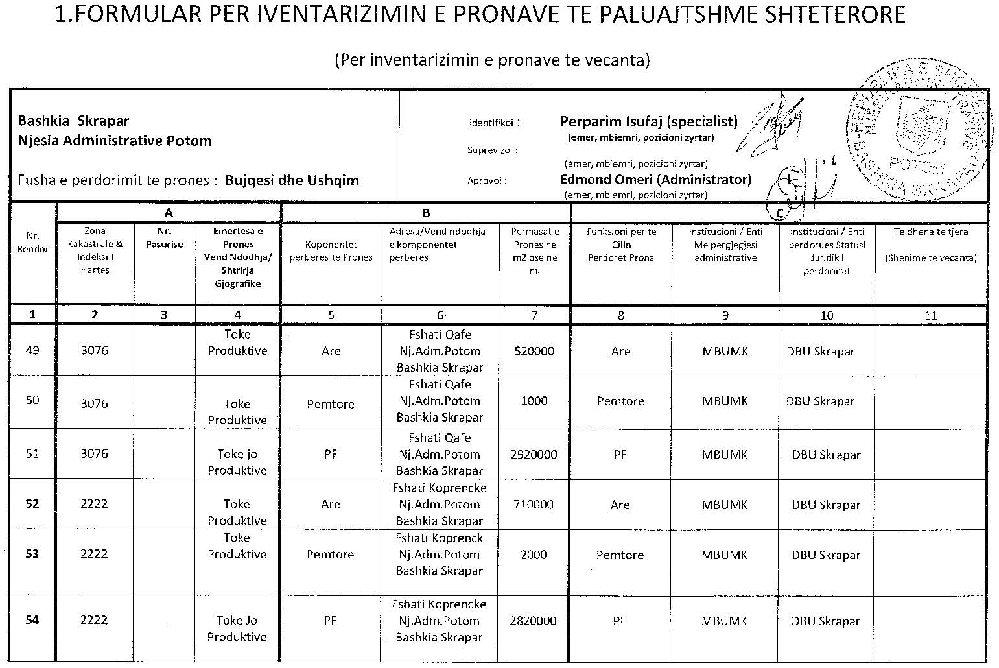 1.FORMULAR PER IVENTARIZIMIN E PRONAVE TE PALUAJTSHME SHTETERORE
(Per inventarizimin e pronave te vecanta)
Bashkia Skrapar
Njesia Administrative Potom
Fusha e perdorimit te prones : Bujqesi dhe Ushqim
Identifikoi : Perparim Isufaj (specialist)
(emer, mbiemri, pozicioni zyrtar)
Suprevizoi :
(emer, mbiemri, pozicioni zyrtar)
Aprovoi : Edmond Omeri (Administrator)
(emer, mbiemri, pozicioni zyrtar)
BASHKIA SKRAPAR
POTOM
A B C
Nr.
Rendor
Zona
Kakastrale &
Indeksi I
Hartes
Nr.
Pasurise
Emertesa e
Prones
Vend Ndodhja/
Shtrirja
Gjografike
Koponentet
perberes te Prones
Adresa/Vend ndodhja
e komponentet
perberes
Permasat e
Prones ne
m2 ose ne
ml
Funksioni per te
Cilin
Perdoret Prona
Institucioni / Enti
Me pergjegjesi
administrative
Institucioni / Enti
perdorues Statusi
Juridik I
perdorimit
Te dhena te tjera
(Shenime te vecanta)
1 2 3 4 5 6 7 8 9 10 11
49 3076 Toke
Produktive Are Fshati Qafe
Nj.Adm.Potom
Bashkia Skrapar 520000 Are MBUMK DBU Skrapar
50 3076 Toke
Produktive Pemtore Fshati Qafe
Nj.Adm.Potom
Bashkia Skrapar 1000 Pemtore MBUMK DBU Skrapar
51 3076 Toke jo
Produktive PF Fshati Qafe
Nj.Adm.Potom
Bashkia Skrapar 2920000 PF MBUMK DBU Skrapar
52 2222 Toke
Produktive Are Fshati Koprencke
Nj.Adm.Potom
Bashkia Skrapar 710000 Are MBUMK DBU Skrapar
53 2222 Toke
Produktive Pemtore Fshati Koprenck
Nj.Adm.Potom
Bashkia Skrapar 2000 Pemtore MBUMK DBU Skrapar
54 2222 Toke Jo
Produktive PF Fshati Koprencke
Nj.Adm.Potom
Bashkia Skrapar 2820000 PF MBUMK DBU Skrapar